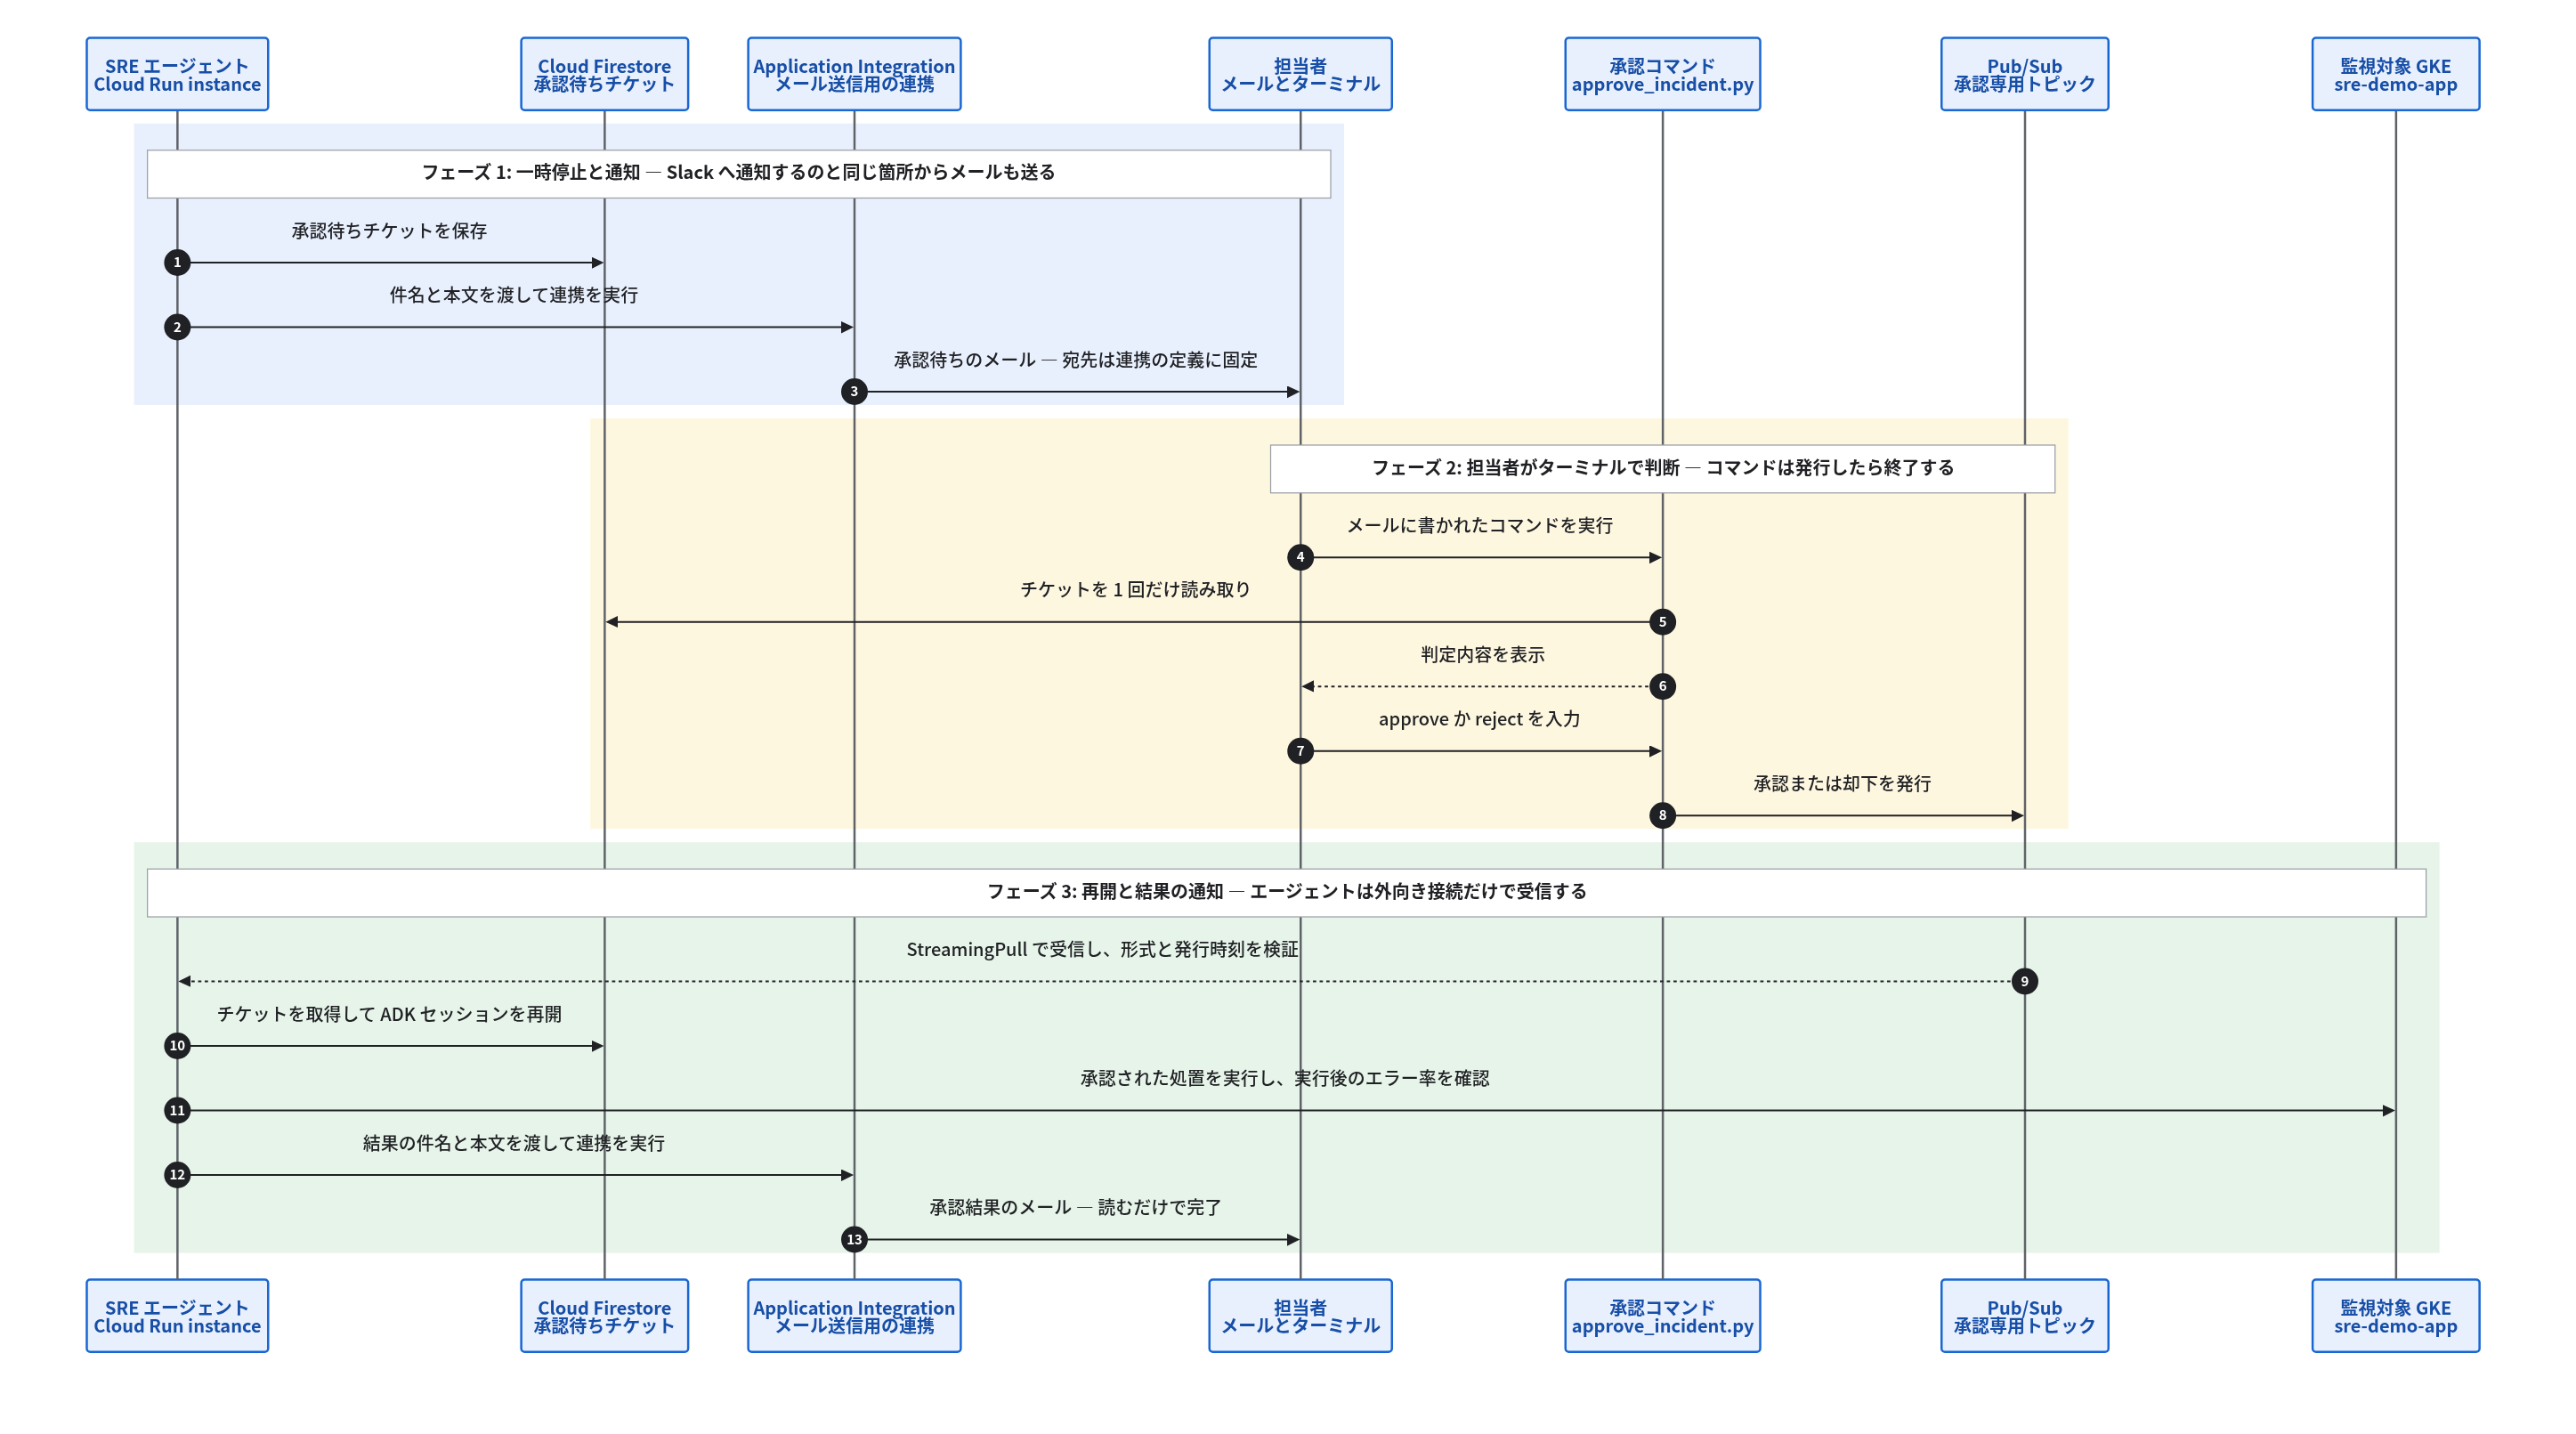 SRE エージェント
Cloud Run instance
Cloud Firestore
承認待ちチケット
Application Integration
メール送信用の連携
担当者
メールとターミナル
承認コマンド
approve_incident.py
Pub/Sub
承認専用トピック
監視対象 GKE
sre-demo-app
フェーズ 1: 一時停止と通知 — Slack へ通知するのと同じ箇所からメールも送る
承認待ちチケットを保存
1
件名と本文を渡して連携を実行
2
承認待ちのメール — 宛先は連携の定義に固定
3
フェーズ 2: 担当者がターミナルで判断 — コマンドは発行したら終了する
メールに書かれたコマンドを実行
4
チケットを 1 回だけ読み取り
5
判定内容を表示
6
approve か reject を入力
7
承認または却下を発行
8
フェーズ 3: 再開と結果の通知 — エージェントは外向き接続だけで受信する
StreamingPull で受信し、形式と発行時刻を検証
9
チケットを取得して ADK セッションを再開
10
承認された処置を実行し、実行後のエラー率を確認
11
結果の件名と本文を渡して連携を実行
12
承認結果のメール — 読むだけで完了
13
SRE エージェント
Cloud Run instance
Cloud Firestore
承認待ちチケット
Application Integration
メール送信用の連携
担当者
メールとターミナル
承認コマンド
approve_incident.py
Pub/Sub
承認専用トピック
監視対象 GKE
sre-demo-app